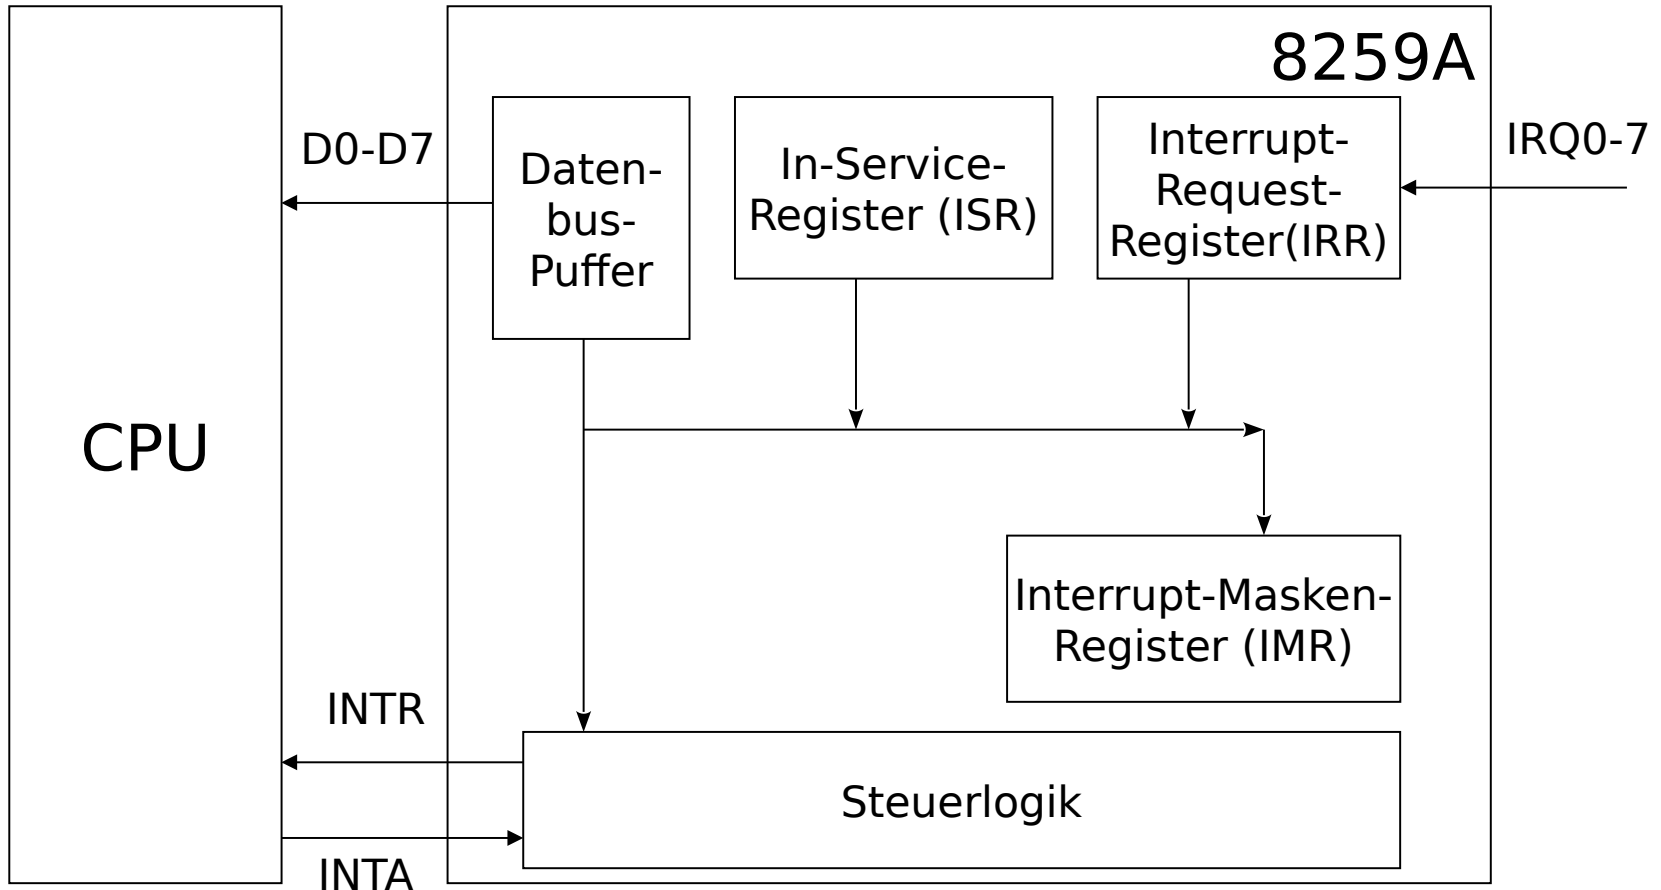 8259A
D0-D7
Daten-
bus-
Puffer
In-Service-
Register (ISR)
Interrupt-
Request-
Register(IRR)
IRQ0-7
CPU
Interrupt-Masken-
Register (IMR)
INTR
Steuerlogik
INTA